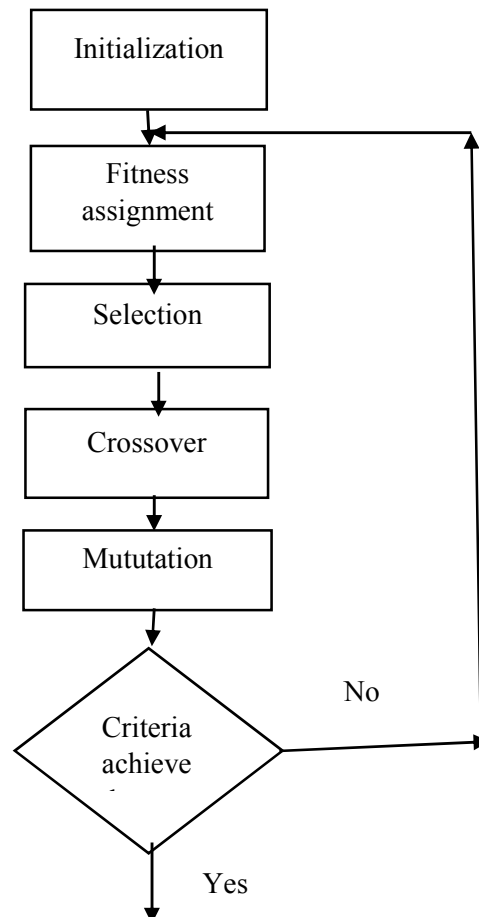 Initialization
Fitness
assignment
Selection
Crossover
Mututation
No
Criteria
achieve
Yes